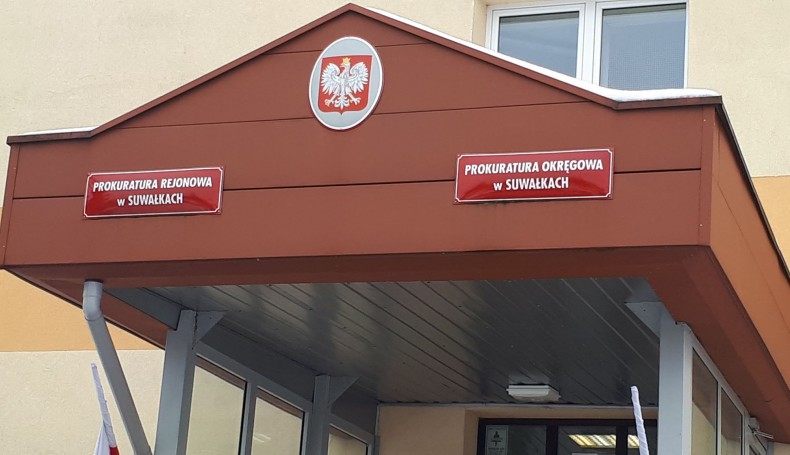 PROKURATURA REJONOWA
w SUWAŁKACH
PROKURATURA OKRĘGOWA
w SUWAŁKACH